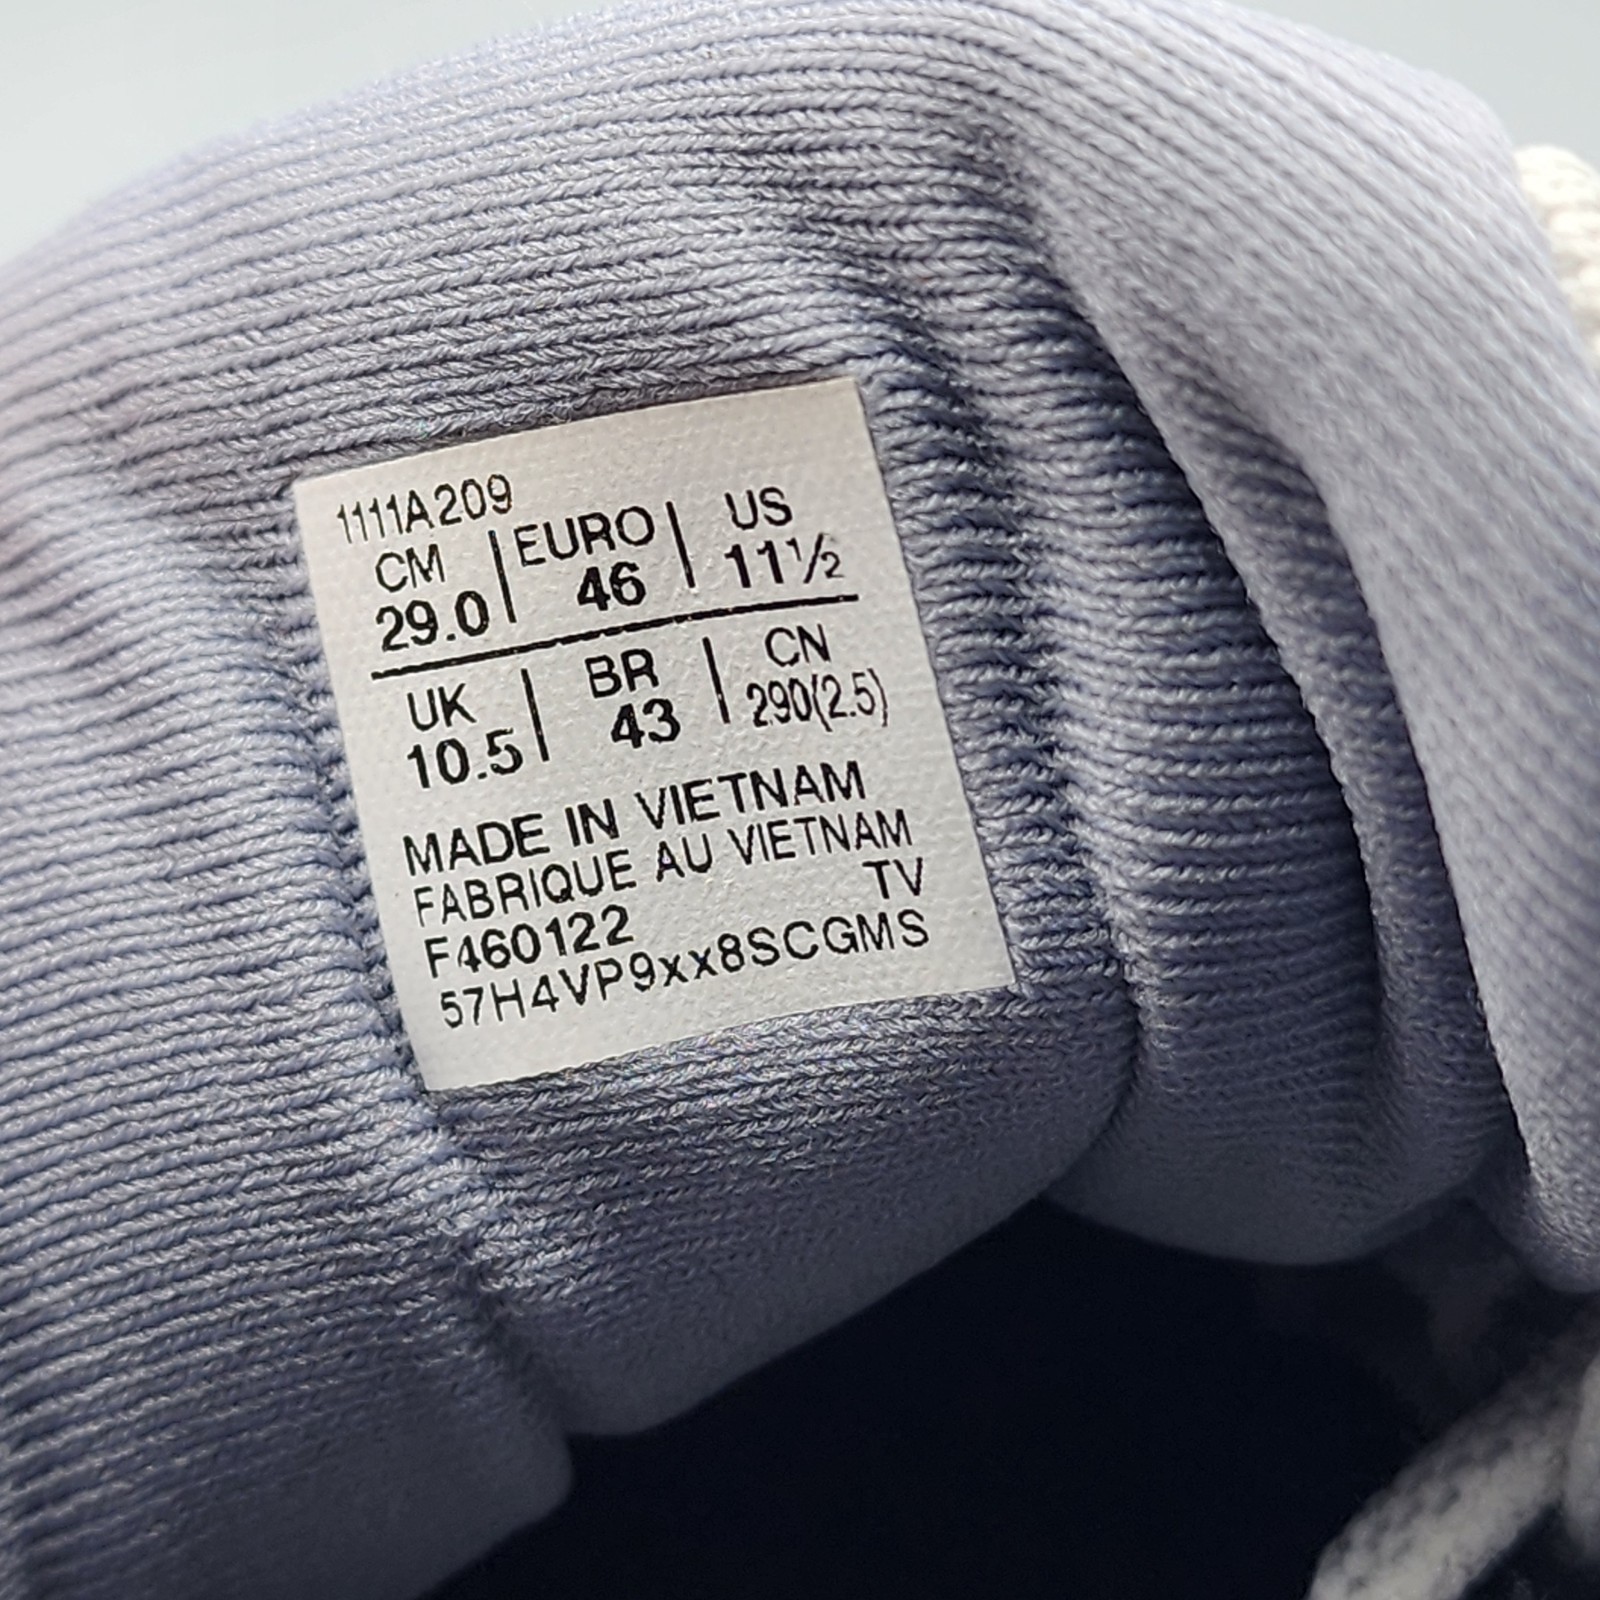 1111A209
CM | EURO | US
29.0 | 46 | 11½
UK | BR | CN
10.5 | 43 | 290(2.5)
MADE IN VIETNAM
FABRIQUE AU VIETNAM
TV
F460122
57H4VP9xx8SCGMS